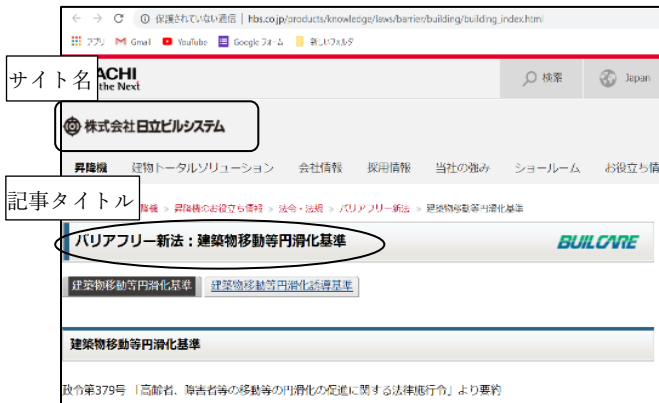 保護されていない通信 | hbs.co.jp/products/knowledge/laws/barrier/building/building_index.html
アプリ Gmail YouTube Google フォーム 新しいフォルダ
サイト名
ACHI
the Next
検索 Japan
株式会社日立ビルシステム
昇降機 建物トータルソリューション 会社情報 採用情報 当社の強み ショールーム お役立ち情
記事タイトル
降機 > 昇降機のお役立ち情報 > 法令・法規 > バリアフリー新法 > 建築物移動等円滑化基準
バリアフリー新法：建築物移動等円滑化基準
BUILCARE
建築物移動等円滑化基準 建築物移動等円滑化誘導基準
建築物移動等円滑化基準
政令第379号 「高齢者、障害者等の移動等の円滑化の促進に関する法律施行令」より要約